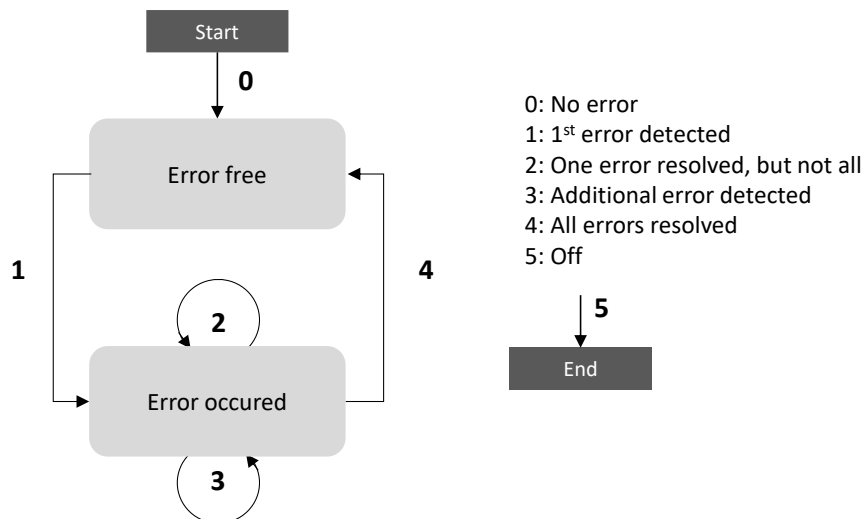 Start
0
Error free
1
4
2
Error occured
3
0: No error
1: 1st error detected
2: One error resolved, but not all
3: Additional error detected
4: All errors resolved
5: Off
5
End